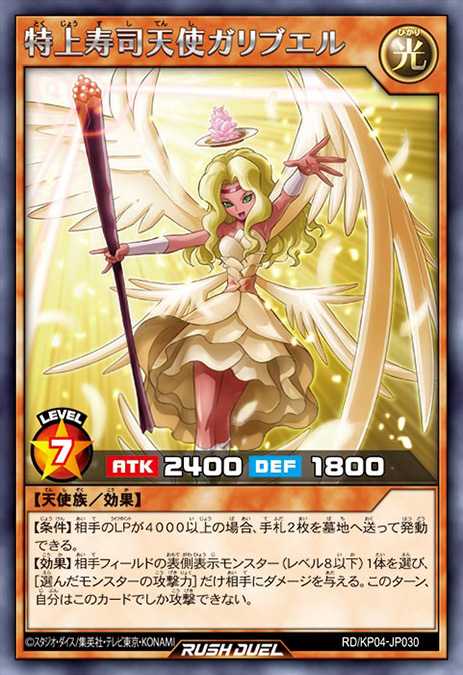 特上寿司天使ガリブエル
光
LEVEL
7
ATK 2400 DEF 1800
【天使族/効果】
【条件】相手のLPが4000以上の場合、手札2枚を墓地へ送って発動
できる。
【効果】相手フィールドの表側表示モンスター(レベル8以下)1体を選び、
[選んだモンスターの攻撃力]だけ相手にダメージを与える。このターン、
自分はこのカードでしか攻撃できない。
©スタジオ・ダイス/集英社・テレビ東京・KONAMI
RUSH DUEL
RD/KP04-JP030